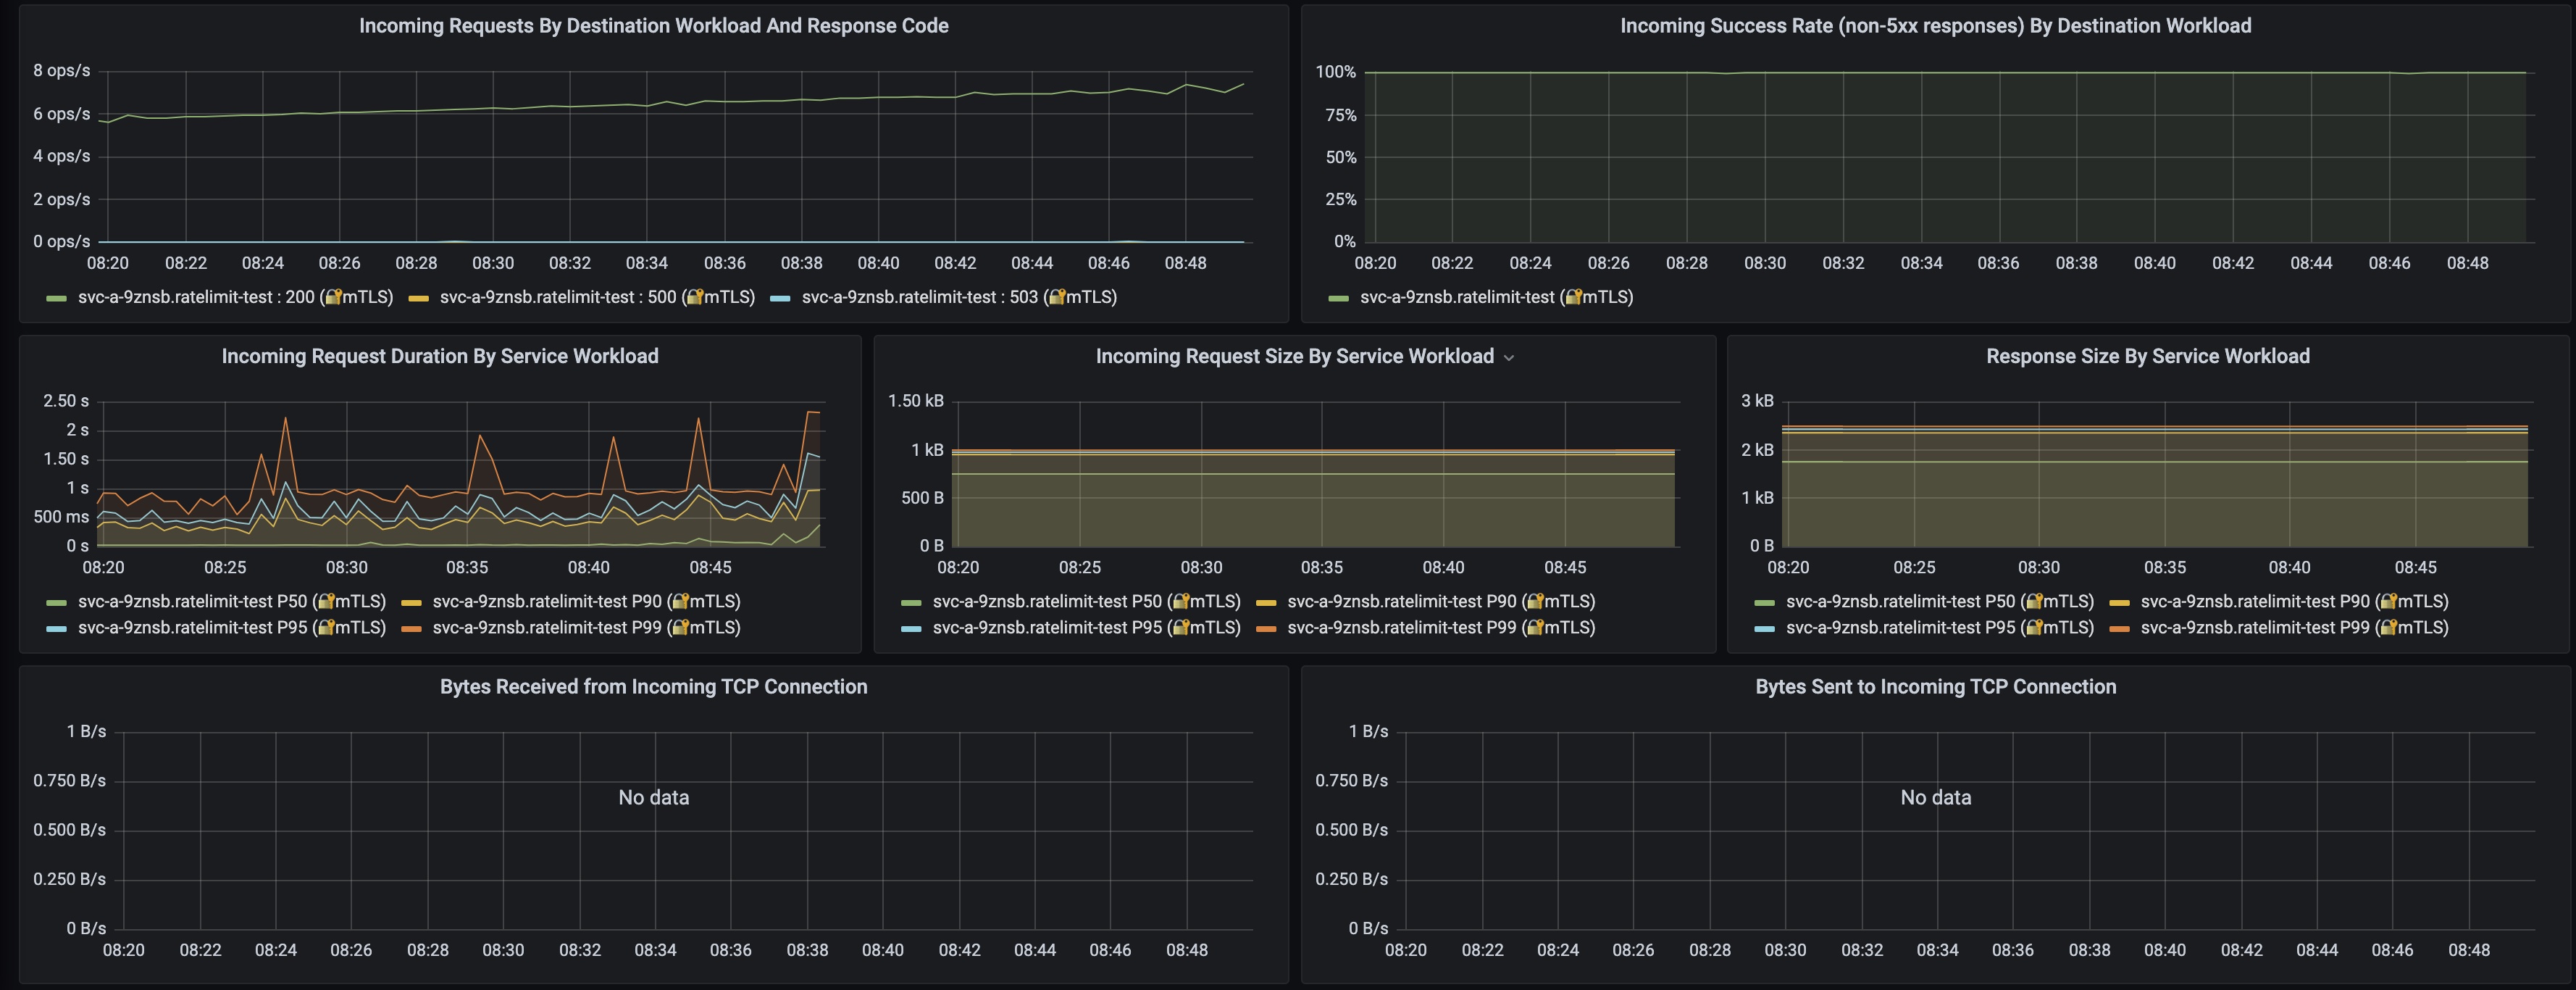 Incoming Requests By Destination Workload And Response Code
8 ops/s
6 ops/s
4 ops/s
2 ops/s
0 ops/s
08:20 08:22 08:24 08:26 08:28 08:30 08:32 08:34 08:36 08:38 08:40 08:42 08:44 08:46 08:48
svc-a-9znsb.ratelimit-test : 200 (🔐mTLS) svc-a-9znsb.ratelimit-test : 500 (🔐mTLS) svc-a-9znsb.ratelimit-test : 503 (🔐mTLS)
Incoming Success Rate (non-5xx responses) By Destination Workload
100%
75%
50%
25%
0%
08:20 08:22 08:24 08:26 08:28 08:30 08:32 08:34 08:36 08:38 08:40 08:42 08:44 08:46 08:48
svc-a-9znsb.ratelimit-test (🔐mTLS)
Incoming Request Duration By Service Workload
2.50 s
2 s
1.50 s
1 s
500 ms
0 s
08:20 08:25 08:30 08:35 08:40 08:45
svc-a-9znsb.ratelimit-test P50 (🔐mTLS) svc-a-9znsb.ratelimit-test P90 (🔐mTLS)
svc-a-9znsb.ratelimit-test P95 (🔐mTLS) svc-a-9znsb.ratelimit-test P99 (🔐mTLS)
Incoming Request Size By Service Workload
1.50 kB
1 kB
500 B
0 B
08:20 08:25 08:30 08:35 08:40 08:45
svc-a-9znsb.ratelimit-test P50 (🔐mTLS) svc-a-9znsb.ratelimit-test P90 (🔐mTLS)
svc-a-9znsb.ratelimit-test P95 (🔐mTLS) svc-a-9znsb.ratelimit-test P99 (🔐mTLS)
Response Size By Service Workload
3 kB
2 kB
1 kB
0 B
08:20 08:25 08:30 08:35 08:40 08:45
svc-a-9znsb.ratelimit-test P50 (🔐mTLS) svc-a-9znsb.ratelimit-test P90 (🔐mTLS)
svc-a-9znsb.ratelimit-test P95 (🔐mTLS) svc-a-9znsb.ratelimit-test P99 (🔐mTLS)
Bytes Received from Incoming TCP Connection
1 B/s
0.750 B/s
No data
0.500 B/s
0.250 B/s
0 B/s
08:20 08:22 08:24 08:26 08:28 08:30 08:32 08:34 08:36 08:38 08:40 08:42 08:44 08:46 08:48
Bytes Sent to Incoming TCP Connection
1 B/s
0.750 B/s
No data
0.500 B/s
0.250 B/s
0 B/s
08:20 08:22 08:24 08:26 08:28 08:30 08:32 08:34 08:36 08:38 08:40 08:42 08:44 08:46 08:48